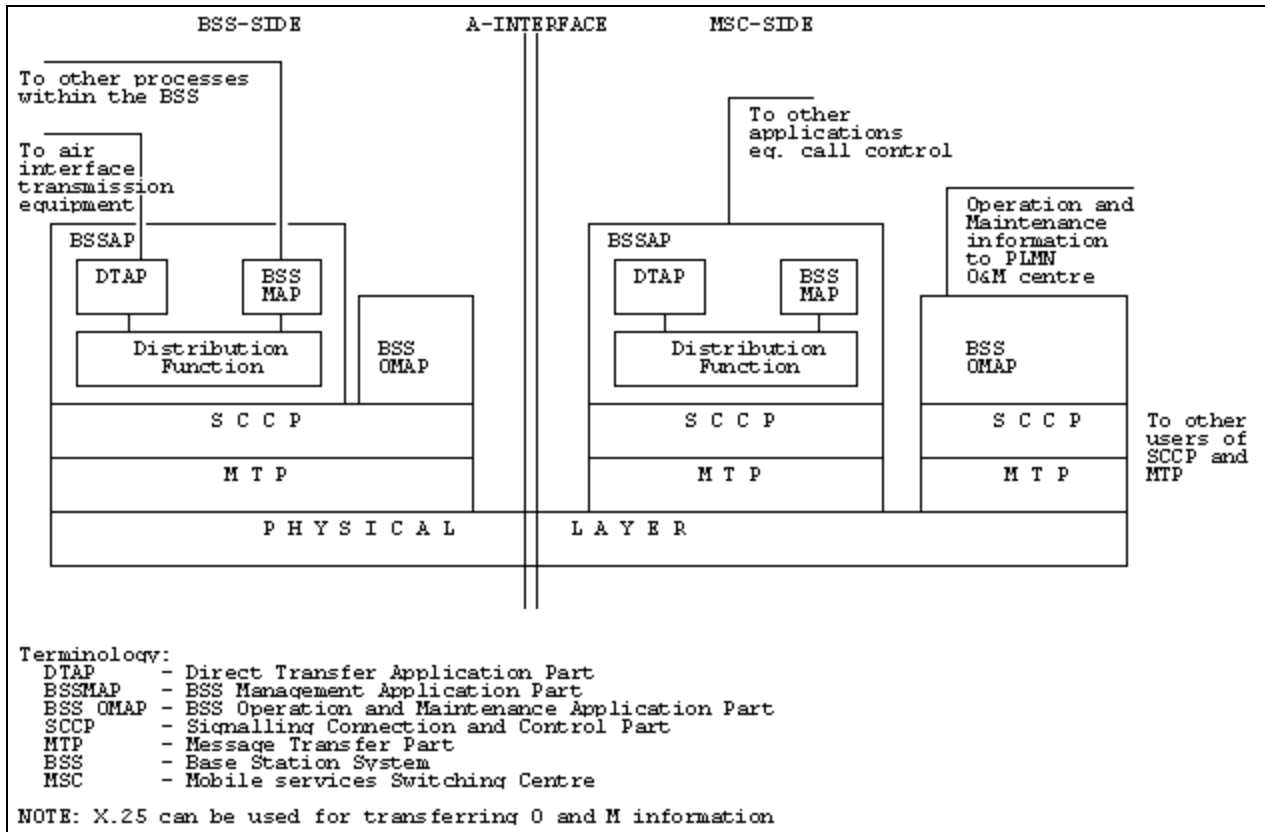 BSS-SIDE A-INTERFACE MSC-SIDE
To other processes
within the BSS
To air
interface
transmission
equipment
To other
applications
eg. call control
Operation and
Maintenance
information
to PLMN
O&M centre
BSSAP
DTAP
BSS
MAP
Distribution
Function
BSS
OMAP
S C C P
M T P
BSSAP
DTAP
BSS
MAP
Distribution
Function
S C C P
M T P
BSS
OMAP
S C C P
M T P
To other
users of
SCCP and
MTP
P H Y S I C A L L A Y E R
Terminology:
DTAP - Direct Transfer Application Part
BSSMAP - BSS Management Application Part
BSS OMAP - BSS Operation and Maintenance Application Part
SCCP - Signalling Connection and Control Part
MTP - Message Transfer Part
BSS - Base Station System
MSC - Mobile services Switching Centre
NOTE: X.25 can be used for transferring O and M information